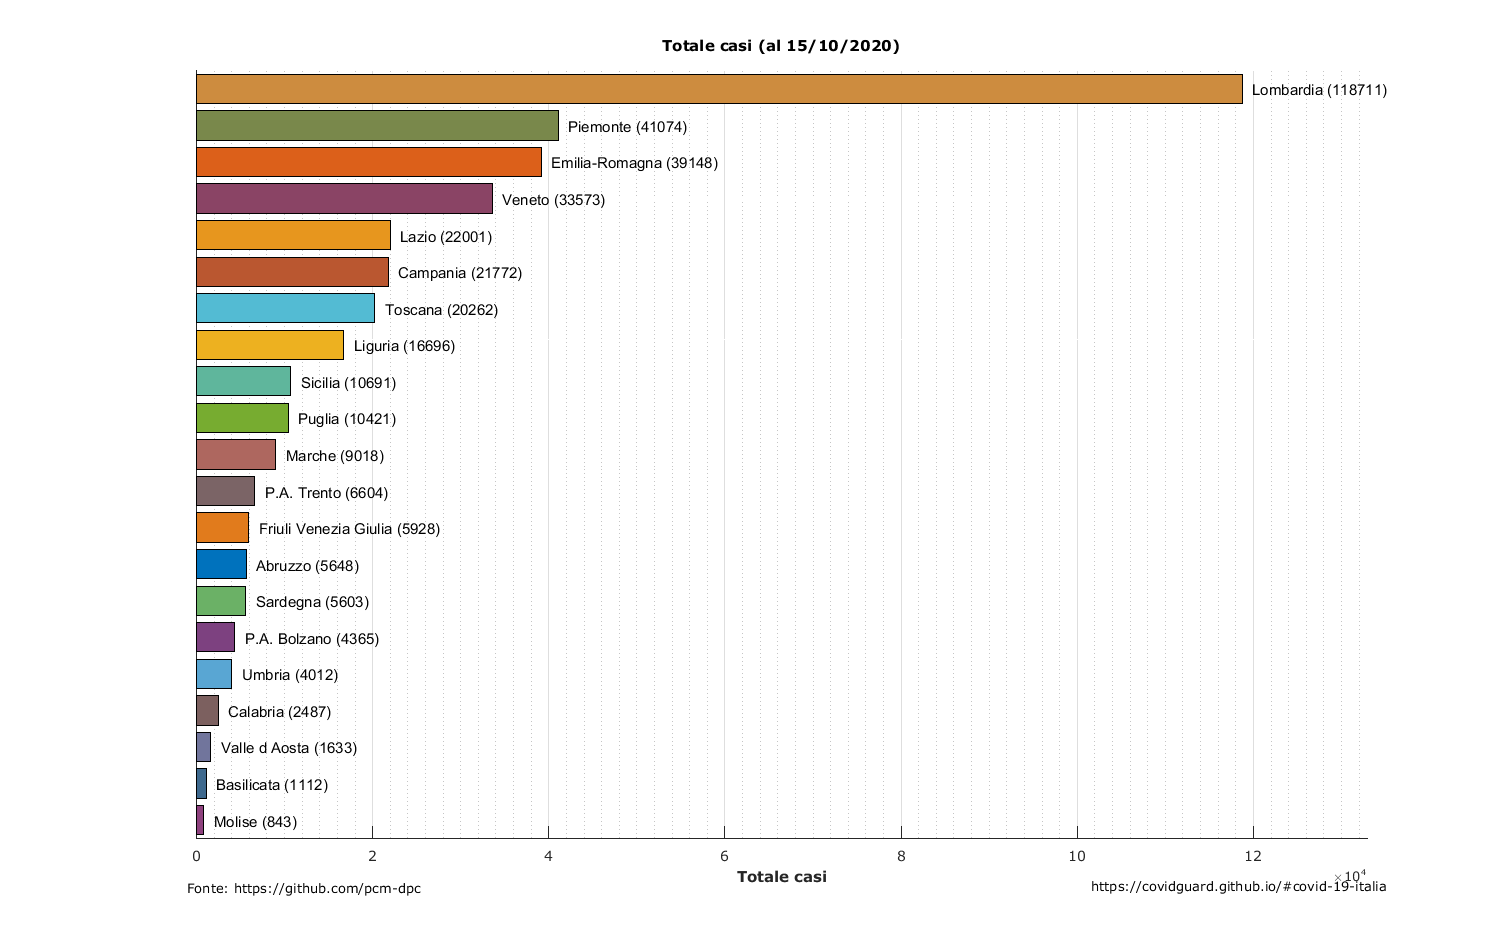 Totale casi (al 15/10/2020)
Lombardia (118711)
Piemonte (41074)
Emilia-Romagna (39148)
Veneto (33573)
Lazio (22001)
Campania (21772)
Toscana (20262)
Liguria (16696)
Sicilia (10691)
Puglia (10421)
Marche (9018)
P.A. Trento (6604)
Friuli Venezia Giulia (5928)
Abruzzo (5648)
Sardegna (5603)
P.A. Bolzano (4365)
Umbria (4012)
Calabria (2487)
Valle d Aosta (1633)
Basilicata (1112)
Molise (843)
0 2 4 6 8 10 12
Totale casi
×10⁴
Fonte: https://github.com/pcm-dpc
https://covidguard.github.io/#covid-19-italia